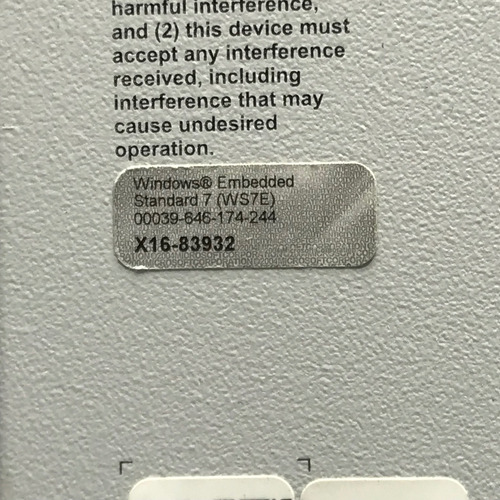 harmful interference,
and (2) this device must
accept any interference
received, including
interference that may
cause undesired
operation.
Windows® Embedded
Standard 7 (WS7E)
00039-646-174-244
X16-83932